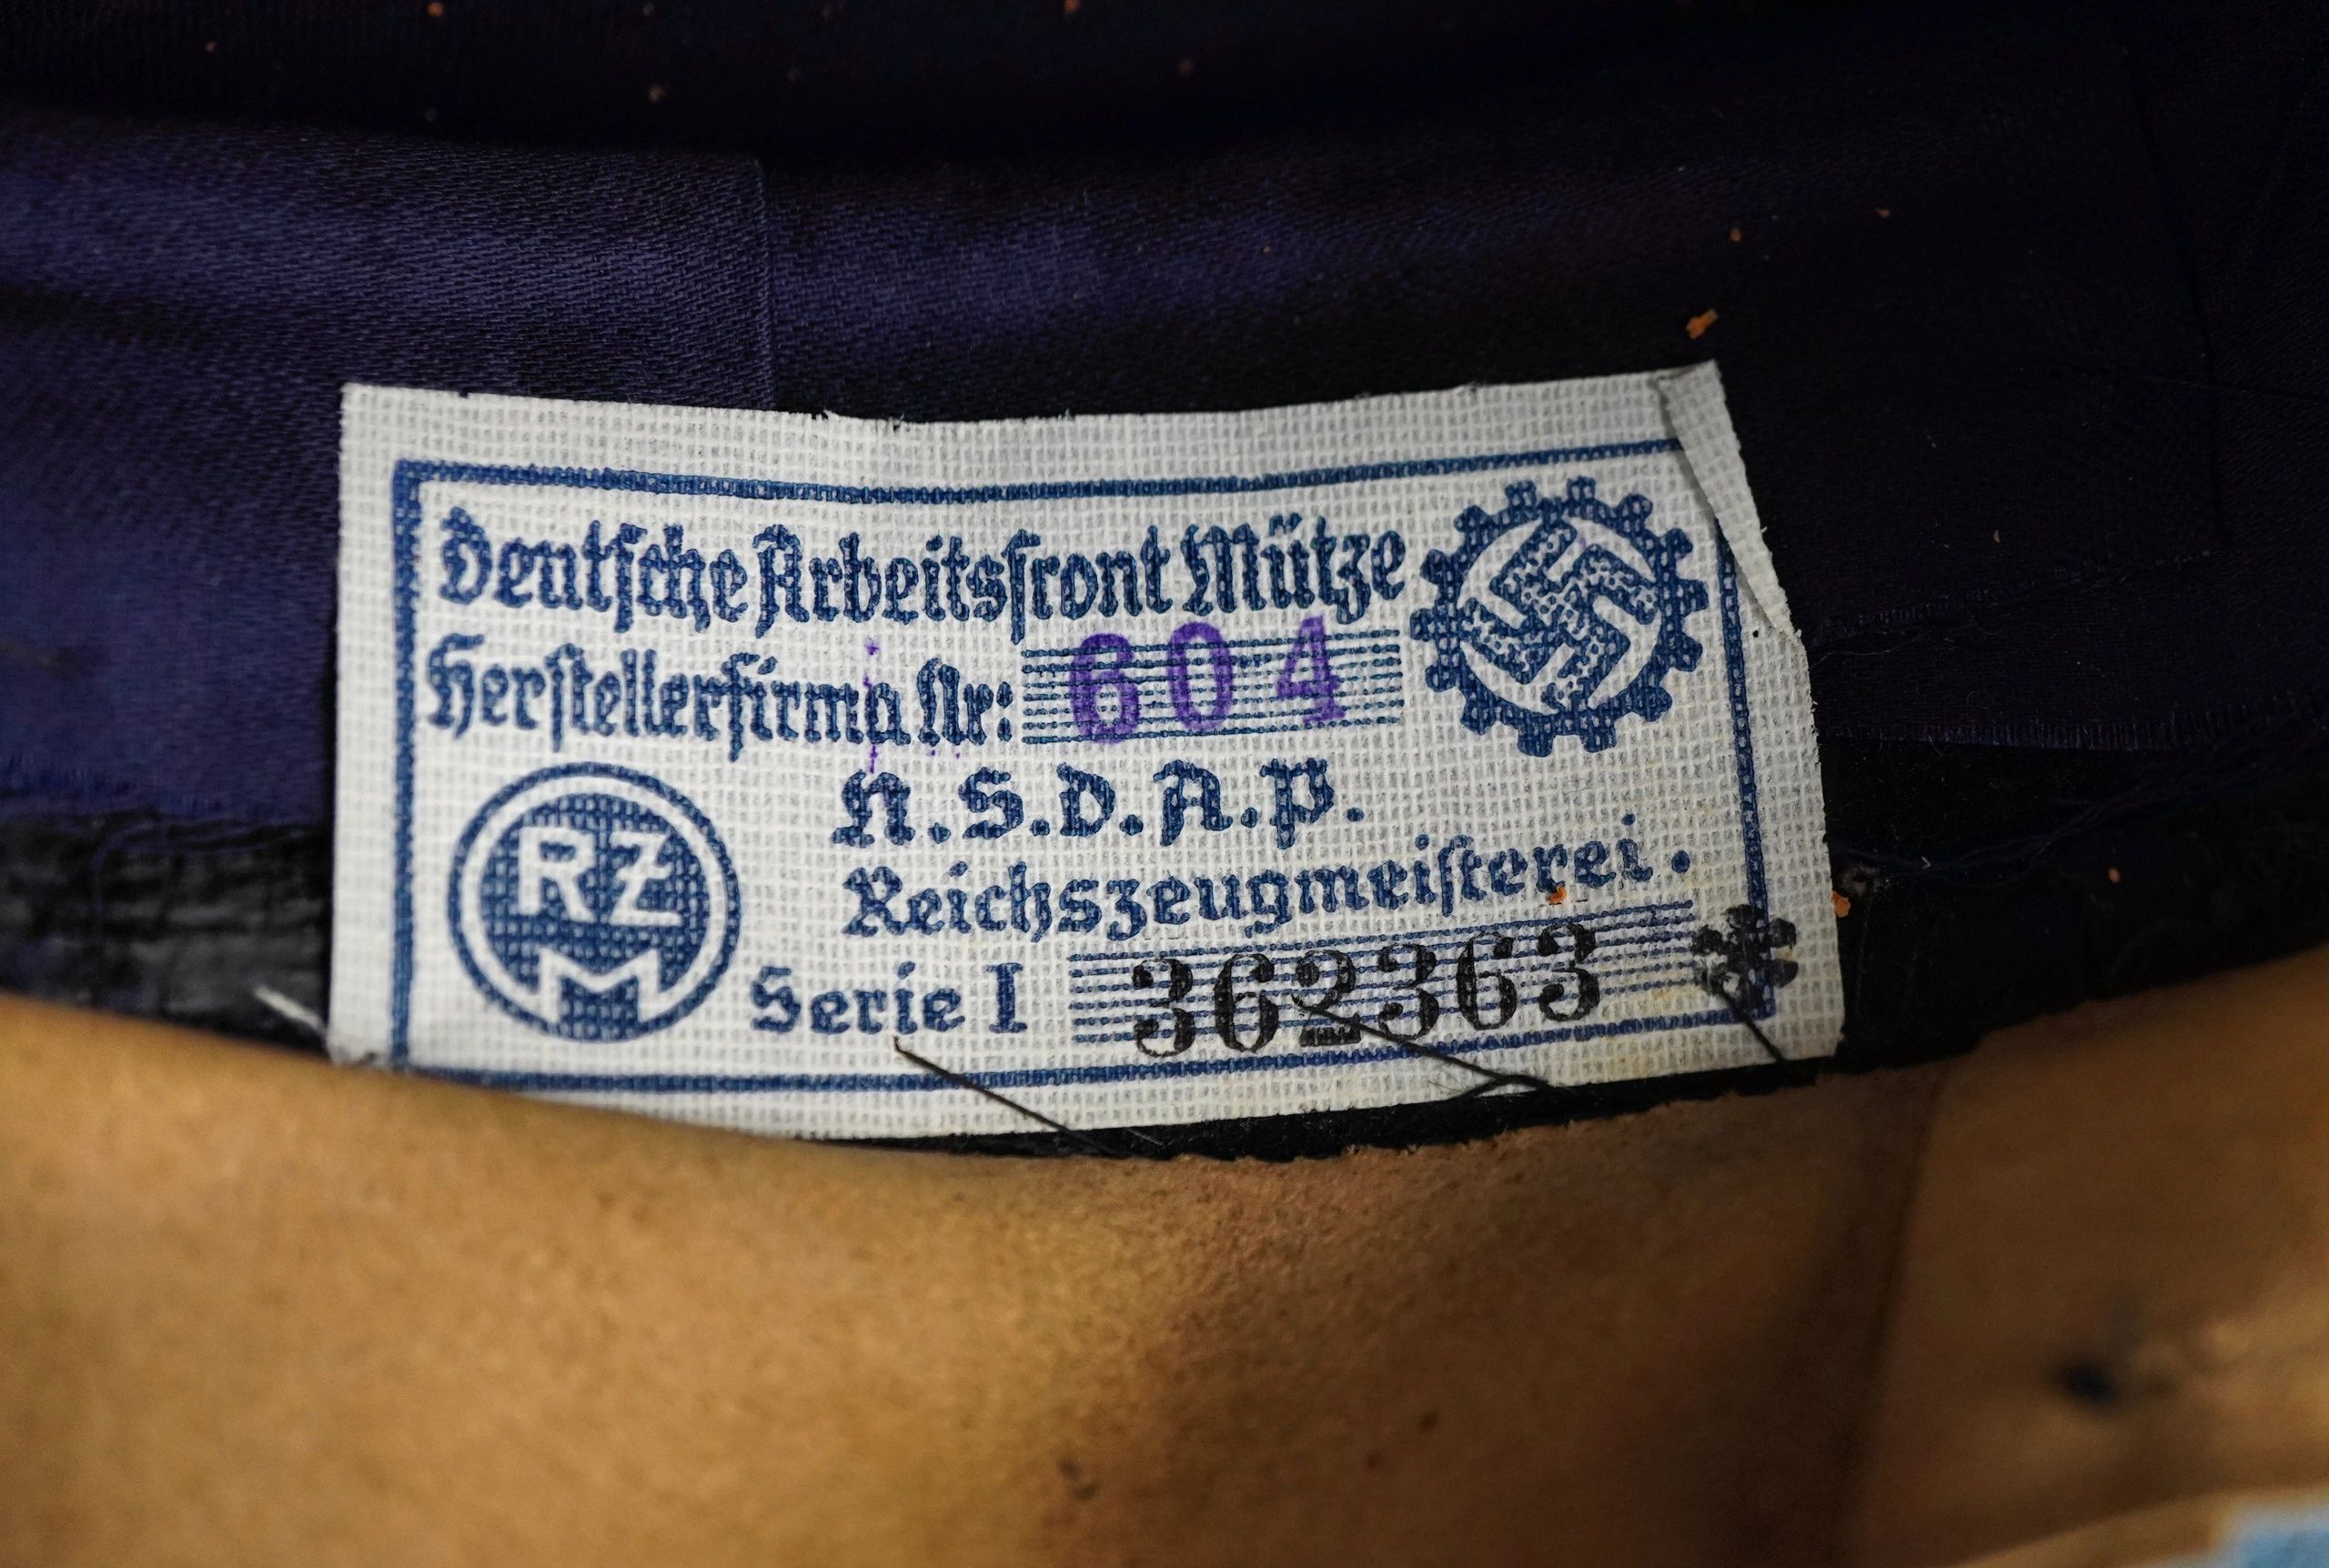 Deutsche Arbeitsfront Mütze
Herstellerfirma Nr: 604
N.S.D.A.P.
Reichszeugmeisterei.
RZM
Serie I 362363 *